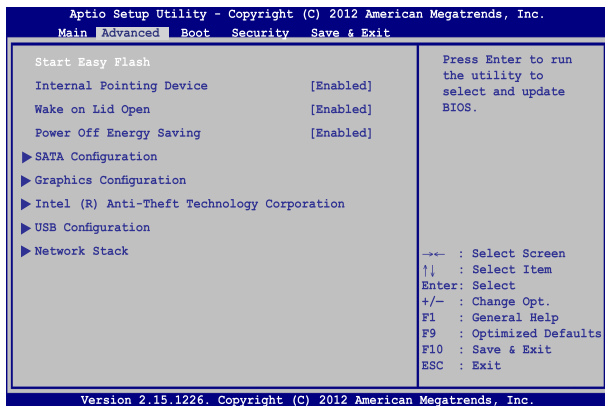 Aptio Setup Utility - Copyright (C) 2012 American Megatrends, Inc.
Main Advanced Boot Security Save & Exit
Start Easy Flash
Internal Pointing Device [Enabled]
Wake on Lid Open [Enabled]
Power Off Energy Saving [Enabled]
SATA Configuration
Graphics Configuration
Intel (R) Anti-Theft Technology Corporation
USB Configuration
Network Stack
Press Enter to run
the utility to
select and update
BIOS.
→← : Select Screen
↑↓ : Select Item
Enter: Select
+/— : Change Opt.
F1 : General Help
F9 : Optimized Defaults
F10 : Save & Exit
ESC : Exit
Version 2.15.1226. Copyright (C) 2012 American Megatrends, Inc.